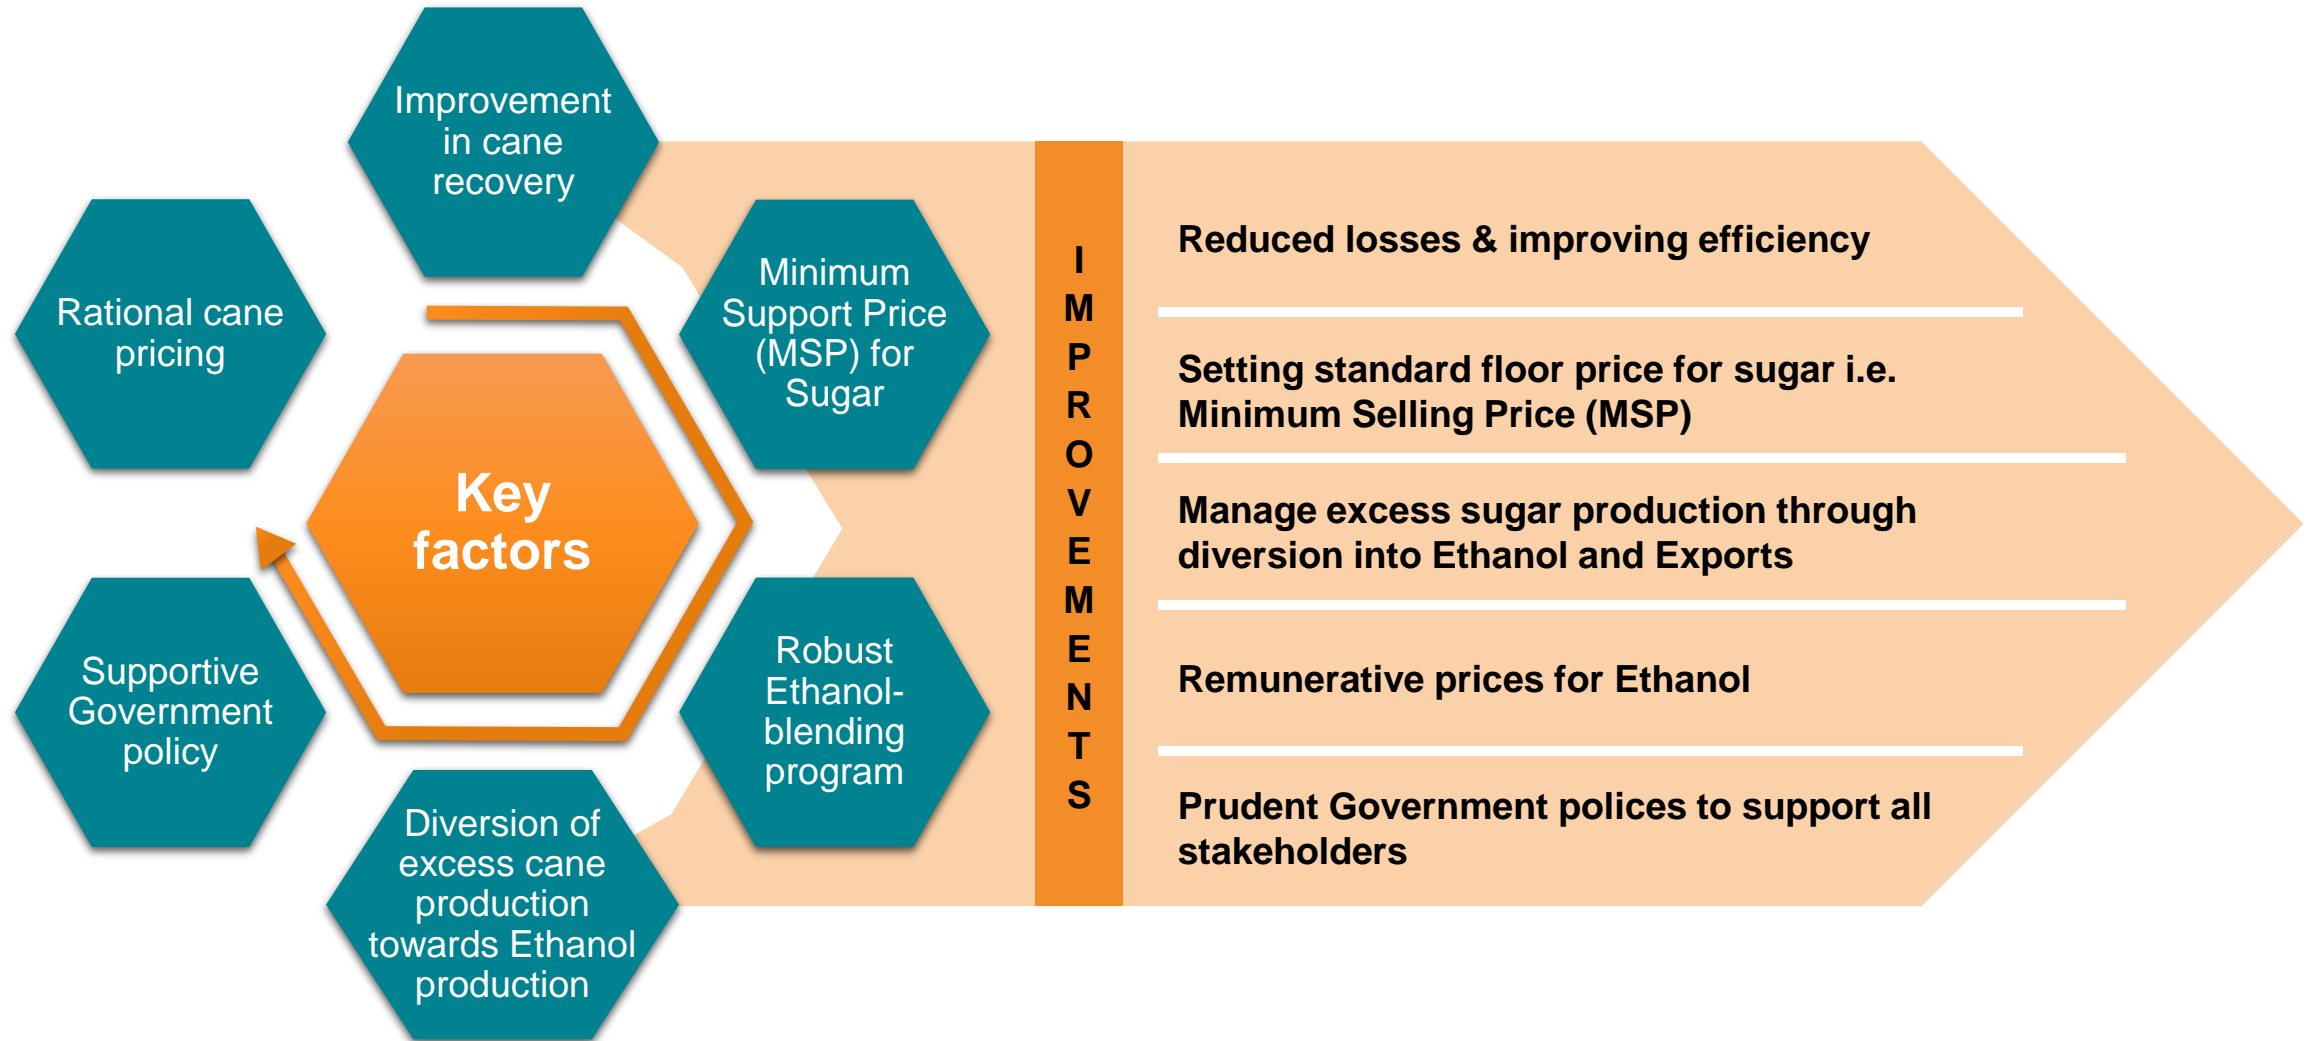 Improvement
in cane
recovery
Minimum
Support Price
(MSP) for
Sugar
Robust
Ethanol-
blending
program
Diversion of
excess cane
production
towards Ethanol
production
Supportive
Government
policy
Rational cane
pricing
Key
factors
I
M
P
R
O
V
E
M
E
N
T
S
Reduced losses & improving efficiency
Setting standard floor price for sugar i.e.
Minimum Selling Price (MSP)
Manage excess sugar production through
diversion into Ethanol and Exports
Remunerative prices for Ethanol
Prudent Government polices to support all
stakeholders